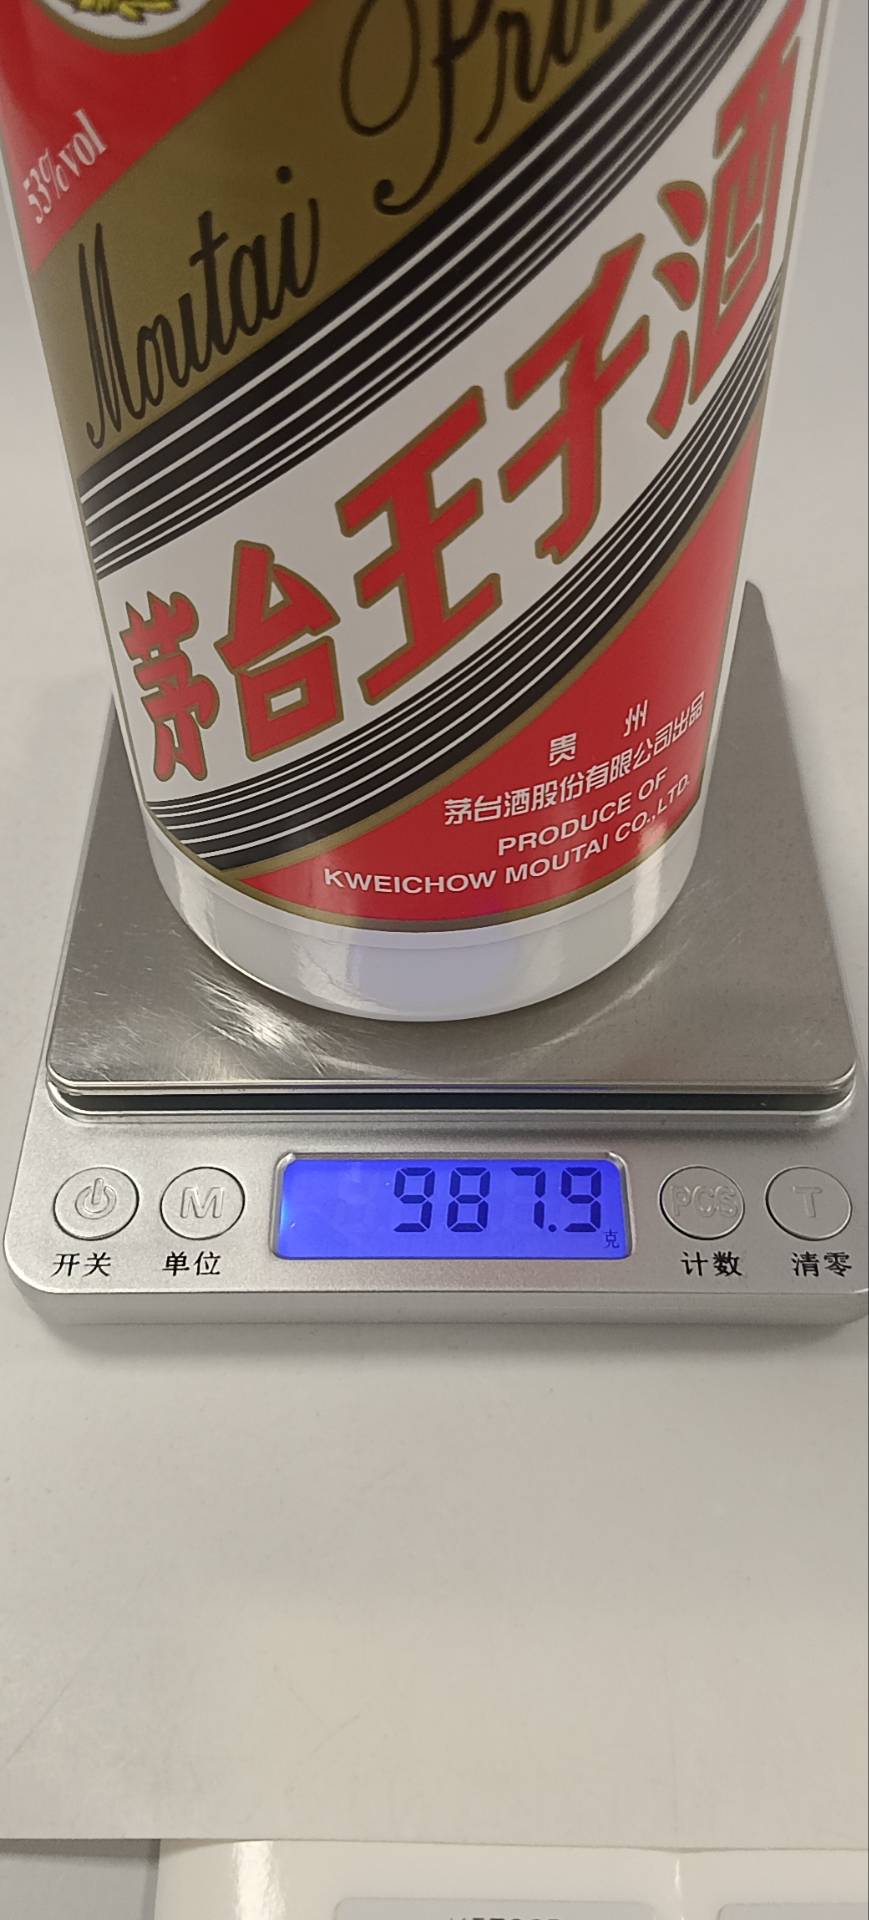 53%vol
Moutai Prin
茅台王子酒
贵州
茅台酒股份有限公司出品
PRODUCE OF
KWEICHOW MOUTAI CO.,LTD.
987.9
克
M
PCS
T
开关
单位
计数
清零